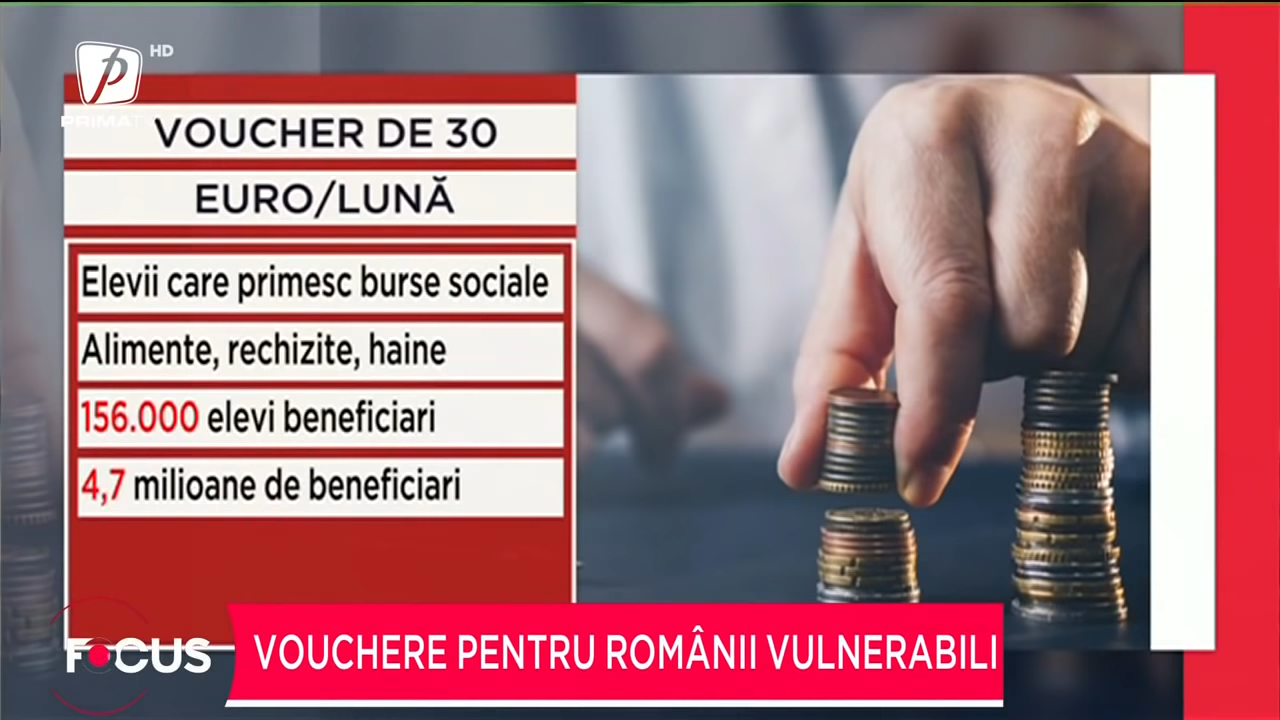 HD
PRIMA
VOUCHER DE 30
EURO/LUNĂ
Elevii care primesc burse sociale
Alimente, rechizite, haine
156.000 elevi beneficiari
4,7 milioane de beneficiari
FOCUS
VOUCHERE PENTRU ROMÂNII VULNERABILI